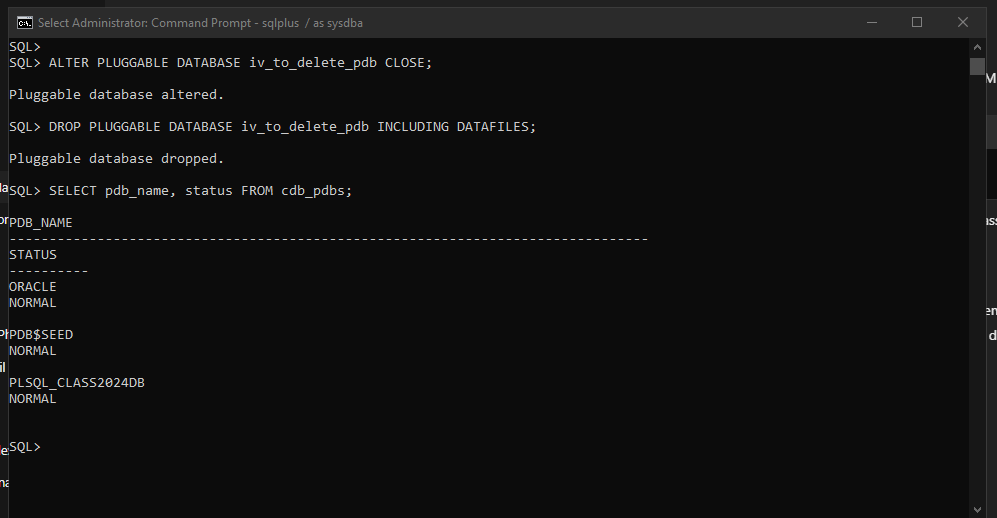 Select Administrator: Command Prompt - sqlplus / as sysdba
SQL>
SQL> ALTER PLUGGABLE DATABASE iv_to_delete_pdb CLOSE;
Pluggable database altered.
SQL> DROP PLUGGABLE DATABASE iv_to_delete_pdb INCLUDING DATAFILES;
Pluggable database dropped.
SQL> SELECT pdb_name, status FROM cdb_pdbs;
PDB_NAME
--------------------------------------------------------------------------------
STATUS
----------
ORACLE
NORMAL
PDB$SEED
NORMAL
PLSQL_CLASS2024DB
NORMAL
SQL>